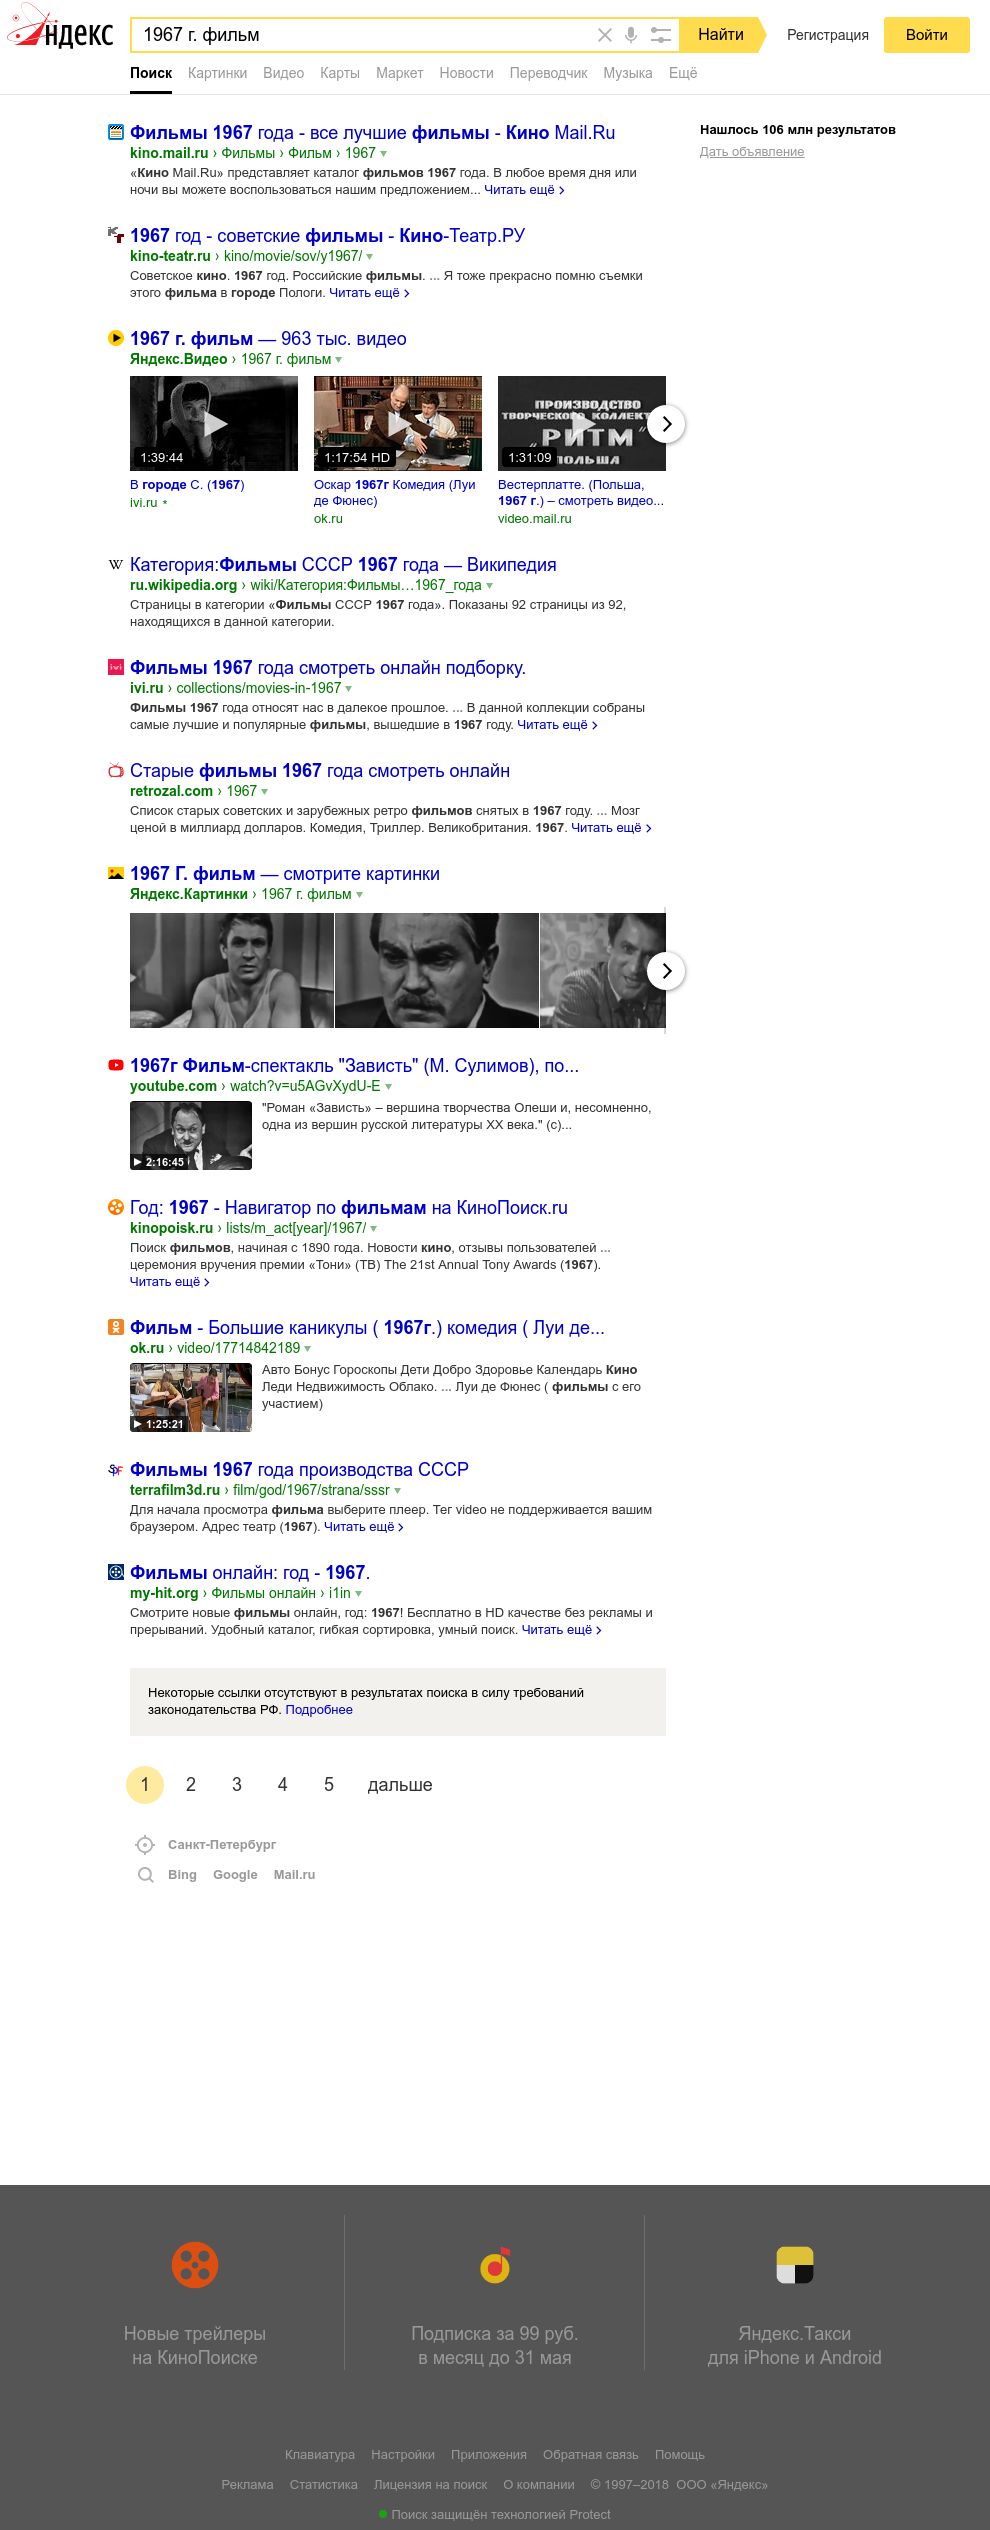 Яндекс
1967 г. фильм
Найти
Регистрация
Войти
Поиск Картинки Видео Карты Маркет Новости Переводчик Музыка Ещё
Нашлось 106 млн результатов
Дать объявление
Фильмы 1967 года - все лучшие фильмы - Кино Mail.Ru
kino.mail.ru › Фильмы › Фильм › 1967
«Кино Mail.Ru» представляет каталог фильмов 1967 года. В любое время дня или
ночи вы можете воспользоваться нашим предложением... Читать ещё
1967 год - советские фильмы - Кино-Театр.РУ
kino-teatr.ru › kino/movie/sov/y1967/
Советское кино. 1967 год. Российские фильмы. ... Я тоже прекрасно помню съемки
этого фильма в городе Пологи. Читать ещё
1967 г. фильм — 963 тыс. видео
Яндекс.Видео › 1967 г. фильм
1:39:44
1:17:54 HD
ПРОИЗВОДСТВО
"РИТМ"
ПОЛЬША
1:31:09
В городе С. (1967)
ivi.ru *
Оскар 1967г Комедия (Луи
де Фюнес)
ok.ru
Вестерплатте. (Польша,
1967 г.) – смотреть видео...
video.mail.ru
Категория:Фильмы СССР 1967 года — Википедия
ru.wikipedia.org › wiki/Категория:Фильмы…1967_года
Страницы в категории «Фильмы СССР 1967 года». Показаны 92 страницы из 92,
находящихся в данной категории.
Фильмы 1967 года смотреть онлайн подборку.
ivi.ru › collections/movies-in-1967
Фильмы 1967 года относят нас в далекое прошлое. ... В данной коллекции собраны
самые лучшие и популярные фильмы, вышедшие в 1967 году. Читать ещё
Старые фильмы 1967 года смотреть онлайн
retrozal.com › 1967
Список старых советских и зарубежных ретро фильмов снятых в 1967 году. ... Мозг
ценой в миллиард долларов. Комедия, Триллер. Великобритания. 1967. Читать ещё
1967 Г. фильм — смотрите картинки
Яндекс.Картинки › 1967 г. фильм
1967г Фильм-спектакль "Зависть" (М. Сулимов), по...
youtube.com › watch?v=u5AGvXydU-E
"Роман «Зависть» – вершина творчества Олеши и, несомненно,
одна из вершин русской литературы XX века." (с)...
2:16:45
Год: 1967 - Навигатор по фильмам на КиноПоиск.ru
kinopoisk.ru › lists/m_act[year]/1967/
Поиск фильмов, начиная с 1890 года. Новости кино, отзывы пользователей ...
церемония вручения премии «Тони» (ТВ) The 21st Annual Tony Awards (1967).
Читать ещё
Фильм - Большие каникулы ( 1967г.) комедия ( Луи де...
ok.ru › video/17714842189
Авто Бонус Гороскопы Дети Добро Здоровье Календарь Кино
Леди Недвижимость Облако. ... Луи де Фюнес ( фильмы с его
участием)
1:25:21
Фильмы 1967 года производства СССР
terrafilm3d.ru › film/god/1967/strana/sssr
Для начала просмотра фильма выберите плеер. Тег video не поддерживается вашим
браузером. Адрес театр (1967). Читать ещё
Фильмы онлайн: год - 1967.
my-hit.org › Фильмы онлайн › i1in
Смотрите новые фильмы онлайн, год: 1967! Бесплатно в HD качестве без рекламы и
прерываний. Удобный каталог, гибкая сортировка, умный поиск. Читать ещё
Некоторые ссылки отсутствуют в результатах поиска в силу требований
законодательства РФ. Подробнее
1 2 3 4 5 дальше
Санкт-Петербург
Bing Google Mail.ru
Новые трейлеры
на КиноПоиске
Подписка за 99 руб.
в месяц до 31 мая
Яндекс.Такси
для iPhone и Android
Клавиатура Настройки Приложения Обратная связь Помощь
Реклама Статистика Лицензия на поиск О компании © 1997–2018 ООО «Яндекс»
Поиск защищён технологией Protect